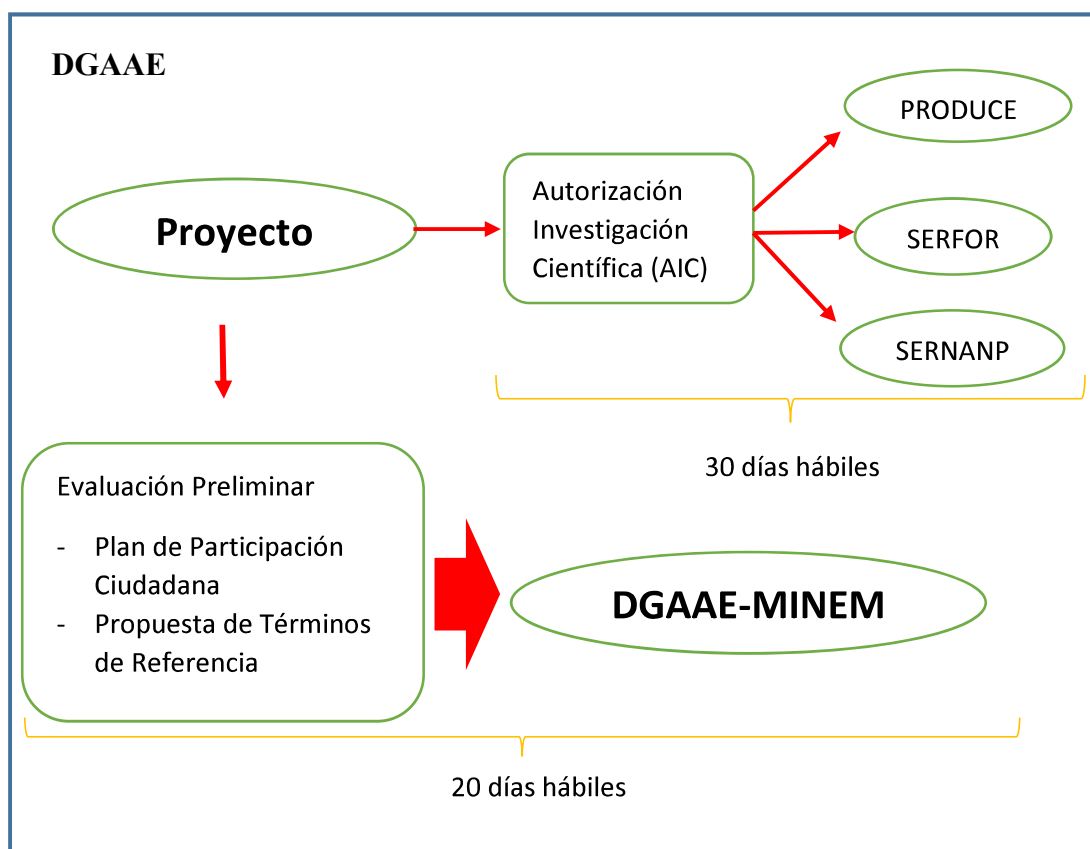 DGAAE
Proyecto
Autorización
Investigación
Científica (AIC)
PRODUCE
SERFOR
SERNANP
30 días hábiles
Evaluación Preliminar
- Plan de Participación
Ciudadana
- Propuesta de Términos
de Referencia
DGAAE-MINEM
20 días hábiles